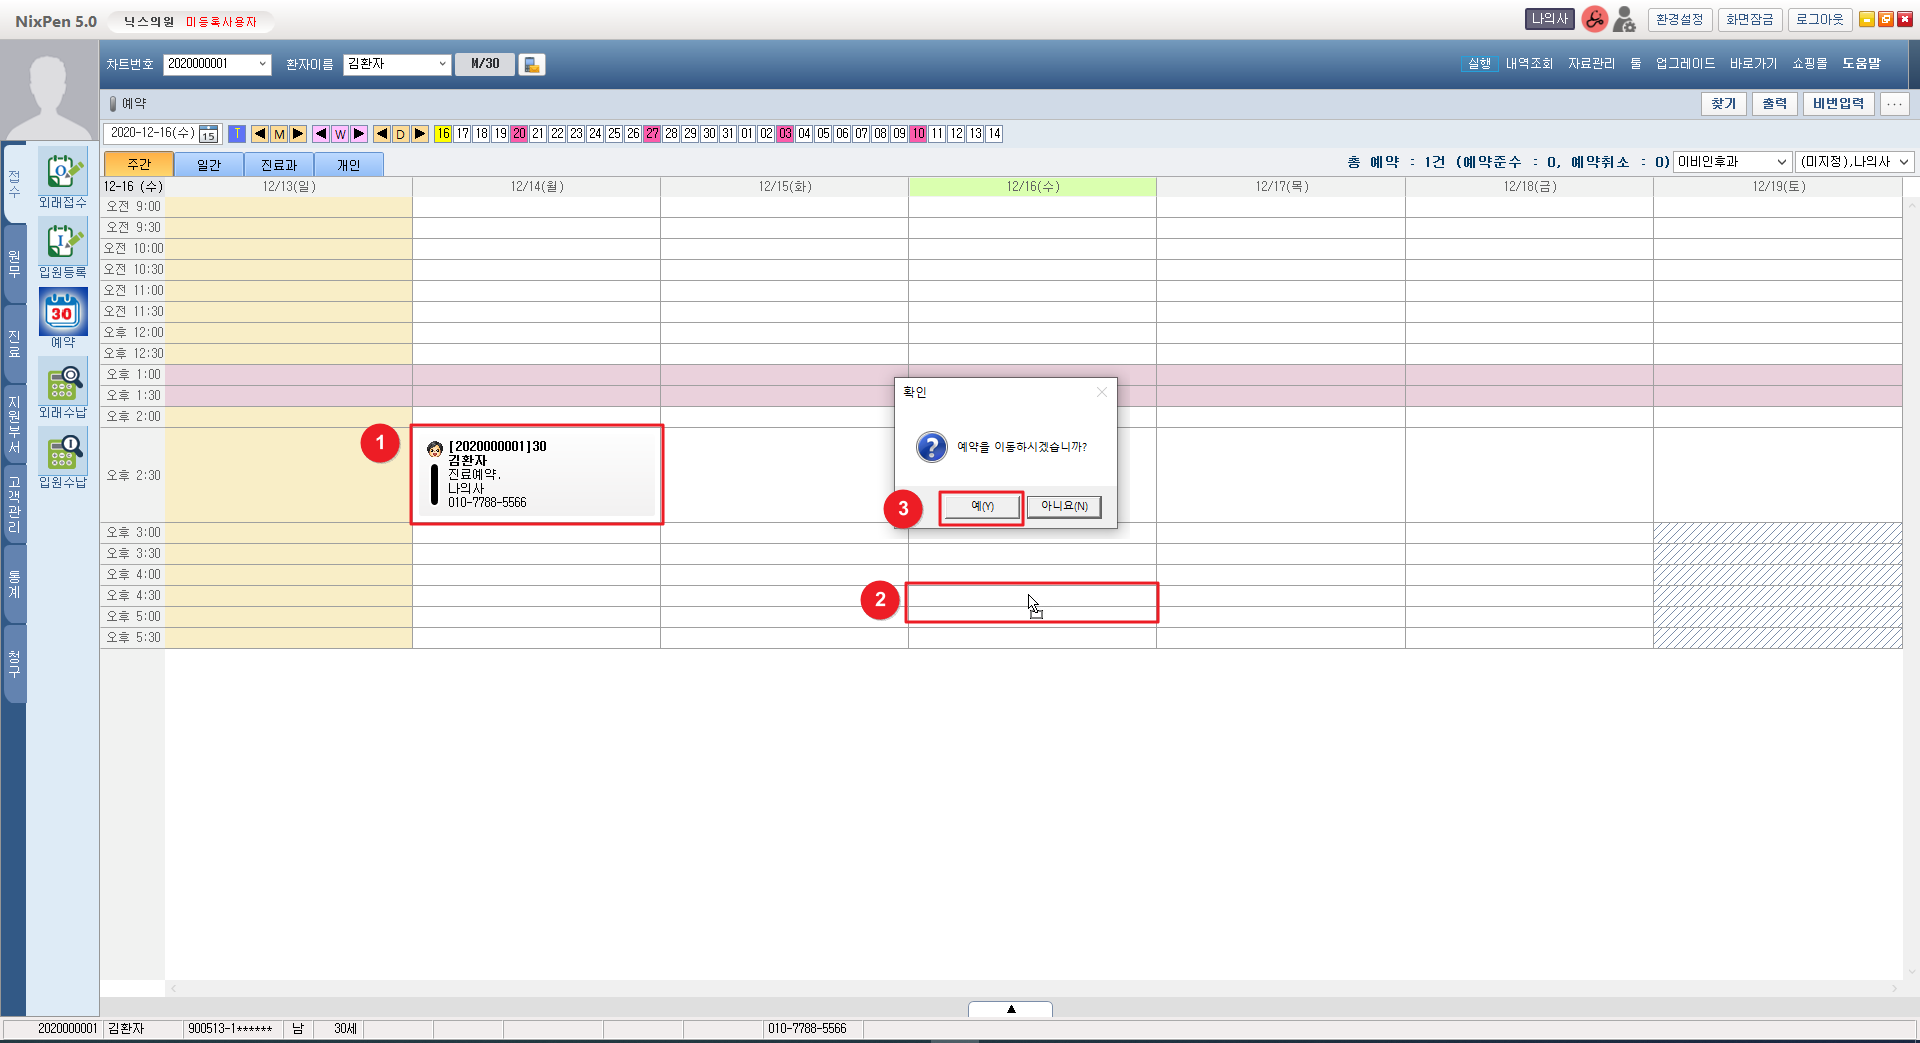 NixPen 5.0 닉스의원 미등록사용자 나의사 환경설정 화면잠금 로그아웃
차트번호 2020000001 환자이름 김환자 M/30 실행 내역조회 자료관리 툴 업그레이드 바로가기 쇼핑몰 도움말
예약 찾기 출력 비번입력 ...
2020-12-16(수) 15 T ◀ M ▶ ◀ W ▶ ◀ D ▶ 16 17 18 19 20 21 22 23 24 25 26 27 28 29 30 31 01 02 03 04 05 06 07 08 09 10 11 12 13 14
주간 일간 진료과 개인 총 예약 : 1건 (예약준수 : 0, 예약취소 : 0) 이비인후과 (미지정),나의사
12-16 (수) 12/13(일) 12/14(월) 12/15(화) 12/16(수) 12/17(목) 12/18(금) 12/19(토)
접수
원무
진료
지원부서
고객관리
통계
청구
외래접수
입원등록
30
예약
외래수납
입원수납
오전 9:00
오전 9:30
오전 10:00
오전 10:30
오전 11:00
오전 11:30
오후 12:00
오후 12:30
오후 1:00
오후 1:30
오후 2:00
오후 2:30
오후 3:00
오후 3:30
오후 4:00
오후 4:30
오후 5:00
오후 5:30
1
[2020000001]30
김환자
진료예약.
나의사
010-7788-5566
확인
예약을 이동하시겠습니까?
3 예(Y) 아니요(N)
2
▲
2020000001 김환자 900513-1****** 남 30세 010-7788-5566